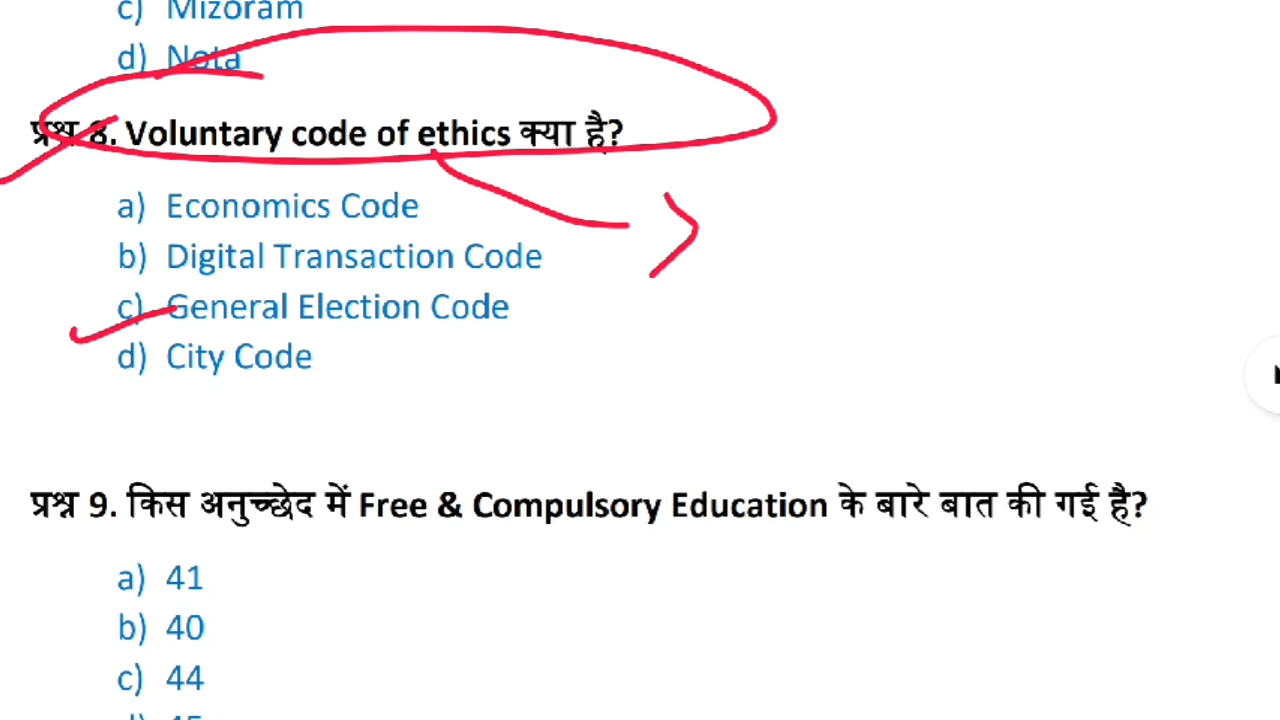 c) Mizoram
d) Nota
प्रश्न 8. Voluntary code of ethics क्या है?
a) Economics Code
b) Digital Transaction Code
c) General Election Code
d) City Code
प्रश्न 9. किस अनुच्छेद में Free & Compulsory Education के बारे बात की गई है?
a) 41
b) 40
c) 44
d) 45